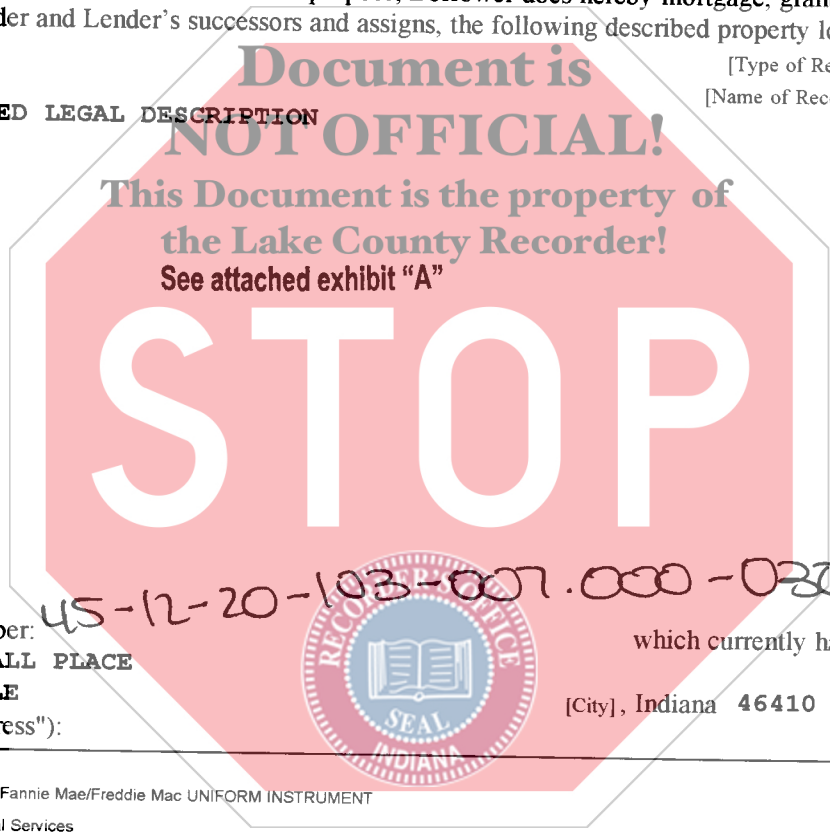 der and Lender's successors and assigns, the following described property lo
Document is
[Type of Re
[Name of Reco
ED LEGAL DESCRIPTION
NOT OFFICIAL!
This Document is the property of
the Lake County Recorder!
See attached exhibit "A"
STOP
45-12-20-103-007.000-030
ber:
which currently ha
ALL PLACE
LE
[City], Indiana 46410
ress"):
RECORDER'S OFFICE
SEAL
INDIANA
Fannie Mae/Freddie Mac UNIFORM INSTRUMENT
l Services